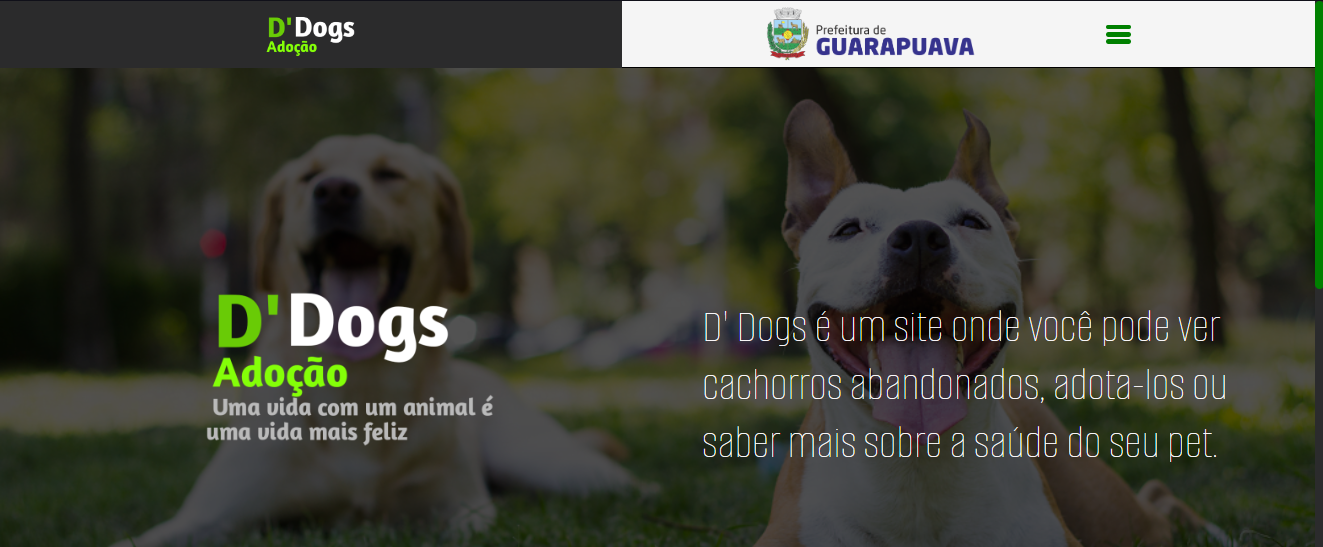 D'Dogs
Adoção
Prefeitura de
GUARAPUAVA
D'Dogs
Adoção
Uma vida com um animal é
uma vida mais feliz
D' Dogs é um site onde você pode ver
cachorros abandonados, adota-los ou
saber mais sobre a saúde do seu pet.